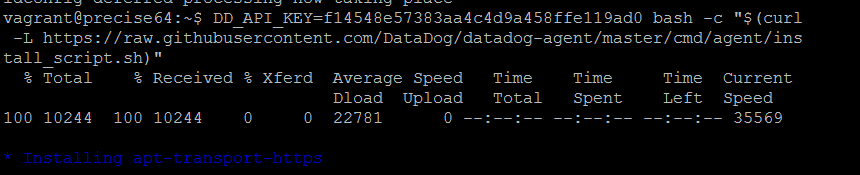 vagrant@precise64:~$ DD_API_KEY=f14548e57383aa4c4d9a458ffe119ad0 bash -c "$(curl
 -L https://raw.githubusercontent.com/DataDog/datadog-agent/master/cmd/agent/ins
tall_script.sh)"
  % Total    % Received % Xferd  Average Speed   Time    Time     Time  Current
                                 Dload  Upload   Total   Spent    Left  Speed
100 10244  100 10244    0     0  22781      0 --:--:-- --:--:-- --:--:-- 35569
* Installing apt-transport-https